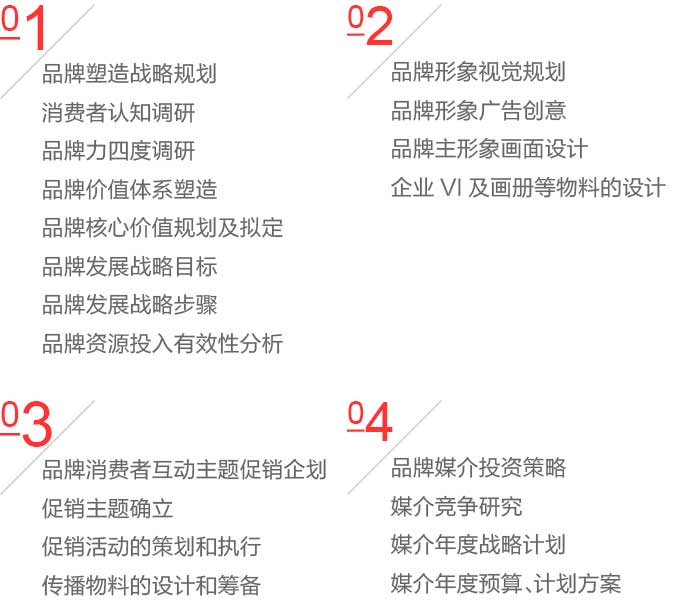 01
品牌塑造战略规划
消费者认知调研
品牌力四度调研
品牌价值体系塑造
品牌核心价值规划及拟定
品牌发展战略目标
品牌发展战略步骤
品牌资源投入有效性分析
02
品牌形象视觉规划
品牌形象广告创意
品牌主形象画面设计
企业 VI 及画册等物料的设计
03
品牌消费者互动主题促销企划
促销主题确立
促销活动的策划和执行
传播物料的设计和筹备
04
品牌媒介投资策略
媒介竞争研究
媒介年度战略计划
媒介年度预算、计划方案